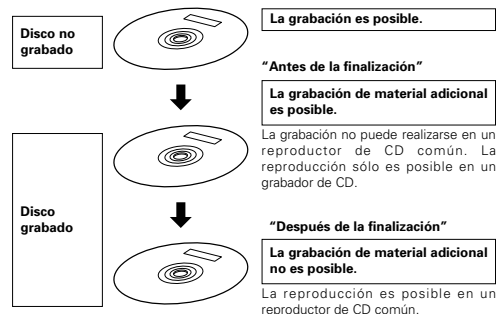 Disco no
grabado
La grabación es posible.
“Antes de la finalización”
La grabación de material adicional
es posible.
La grabación no puede realizarse en un
reproductor de CD común. La
reproducción sólo es posible en un
grabador de CD.
Disco
grabado
“Después de la finalización”
La grabación de material adicional
no es posible.
La reproducción es posible en un
reproductor de CD común.